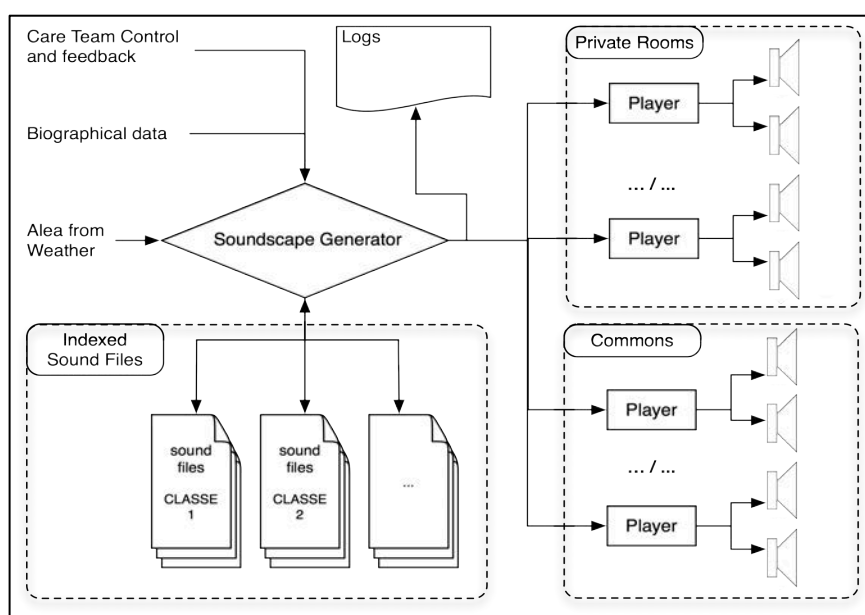 Care Team Control
and feedback
Biographical data
Alea from
Weather
Logs
Soundscape Generator
Indexed
Sound Files
sound
files
CLASSE
1
sound
files
CLASSE
2
...
Private Rooms
Player
... / ...
Player
Commons
Player
... / ...
Player